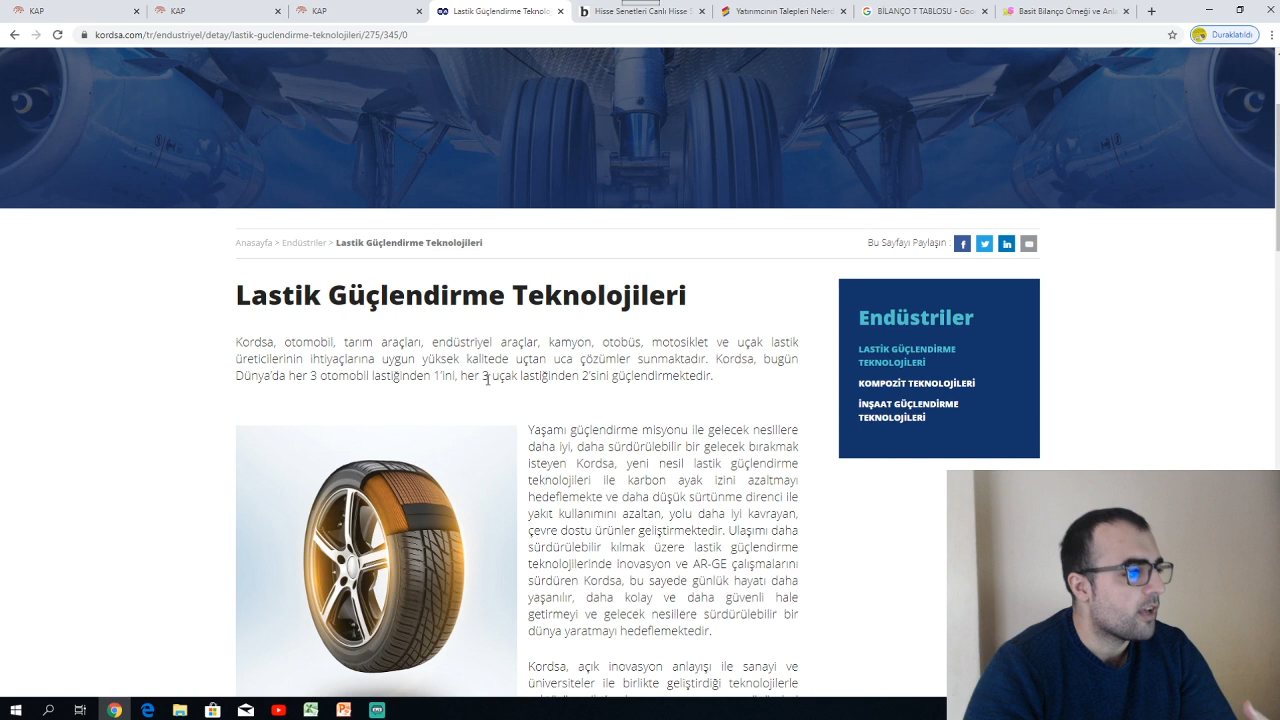 KAP
KAP
KAP
Lastik Güçlendirme Teknoloj
Hisse Senetleri Canlı Hisse S
Yatırımcının Talepleri Nelerd
BİLANÇO T TABLOSU - Goo
Basit Bilanço Örneği ve Anle
kordsa.com/tr/endustriyel/detay/lastik-guclendirme-teknolojileri/275/345/0
Duraklatıldı
Anasayfa > Endüstriler > Lastik Güçlendirme Teknolojileri
Bu Sayfayı Paylaşın :
Lastik Güçlendirme Teknolojileri
Kordsa, otomobil, tarım araçları, endüstriyel araçlar, kamyon, otobüs, motosiklet ve uçak lastik
üreticilerinin ihtiyaçlarına uygun yüksek kalitede uçtan uca çözümler sunmaktadır. Kordsa, bugün
Dünya'da her 3 otomobil lastiğinden 1'ini, her 3 uçak lastiğinden 2'sini güçlendirmektedir.
Yaşamı güçlendirme misyonu ile gelecek nesillere
daha iyi, daha sürdürülebilir bir gelecek bırakmak
isteyen Kordsa, yeni nesil lastik güçlendirme
teknolojileri ile karbon ayak izini azaltmayı
hedeflemekte ve daha düşük sürtünme direnci ile
yakıt kullanımını azaltan, yolu daha iyi kavrayan,
çevre dostu ürünler geliştirmektedir. Ulaşımı daha
sürdürülebilir kılmak üzere lastik güçlendirme
teknolojilerinde inovasyon ve AR-GE çalışmalarını
sürdüren Kordsa, bu sayede günlük hayatı daha
yaşanılır, daha kolay ve daha güvenli hale
getirmeyi ve gelecek nesillere sürdürülebilir bir
dünya yaratmayı hedeflemektedir.
Kordsa, açık inovasyon anlayışı ile sanayi ve
üniversiteler ile birlikte geliştirdiği teknolojilerle
Endüstriler
LASTİK GÜÇLENDİRME
TEKNOLOJİLERİ
KOMPOZİT TEKNOLOJİLERİ
İNŞAAT GÜÇLENDİRME
TEKNOLOJİLERİ